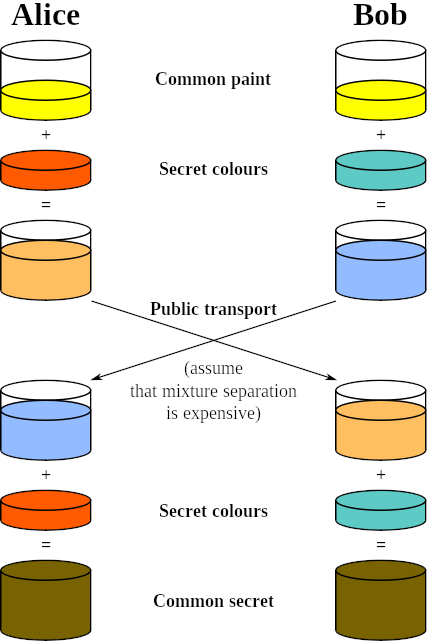 Alice Bob
Common paint
+ +
Secret colours
= =
Public transport
(assume
that mixture separation
is expensive)
+ +
Secret colours
= =
Common secret